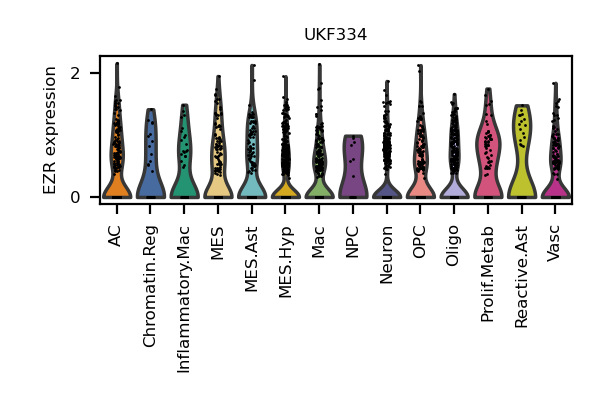 UKF334
EZR expression
2
0
AC
Chromatin.Reg
Inflammatory.Mac
MES
MES.Ast
MES.Hyp
Mac
NPC
Neuron
OPC
Oligo
Prolif.Metab
Reactive.Ast
Vasc